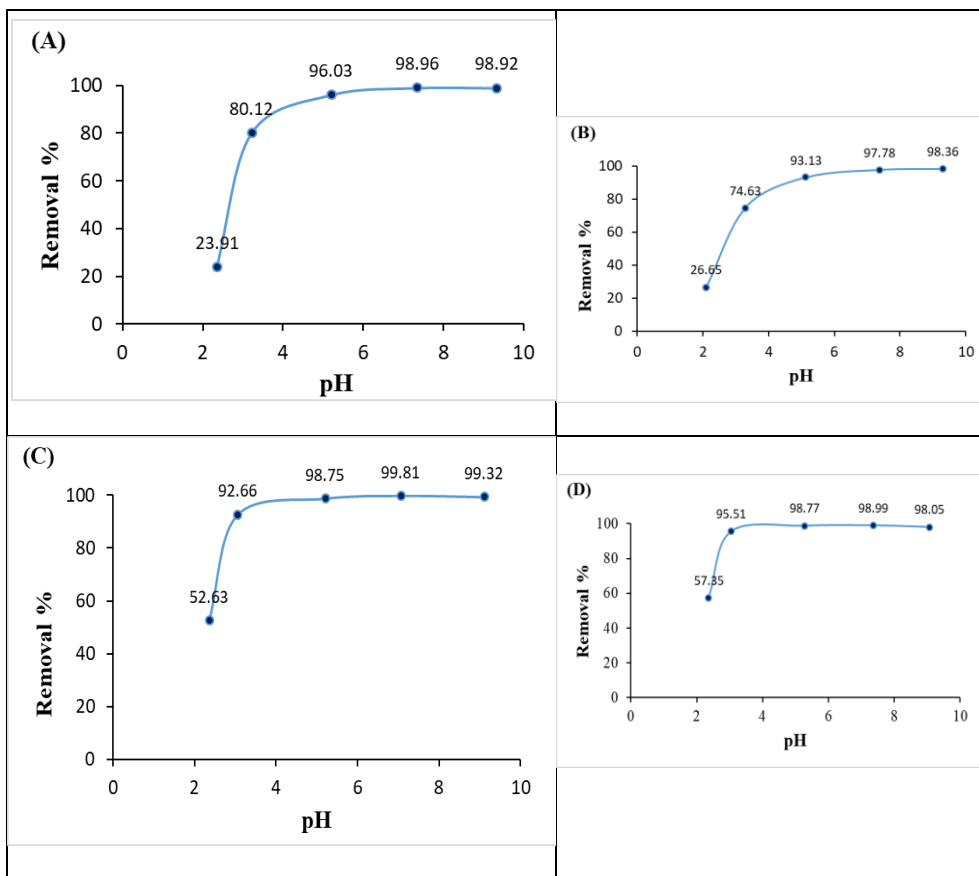 (A)
98.96 98.92
96.03
100
80.12
80
Removal %
60
40
23.91
20
0
0 2 4 6 8 10
pH
(B)
97.78 98.36
93.13
100
74.63
80
Removal %
60
40
26.65
20
0
0 2 4 6 8 10
pH
(C)
92.66 98.75 99.81 99.32
100
80
Removal %
60
52.63
40
20
0
0 2 4 6 8 10
pH
(D)
95.51 98.77 98.99 98.05
100
80
Removal %
57.35
60
40
20
0
0 2 4 6 8 10
pH